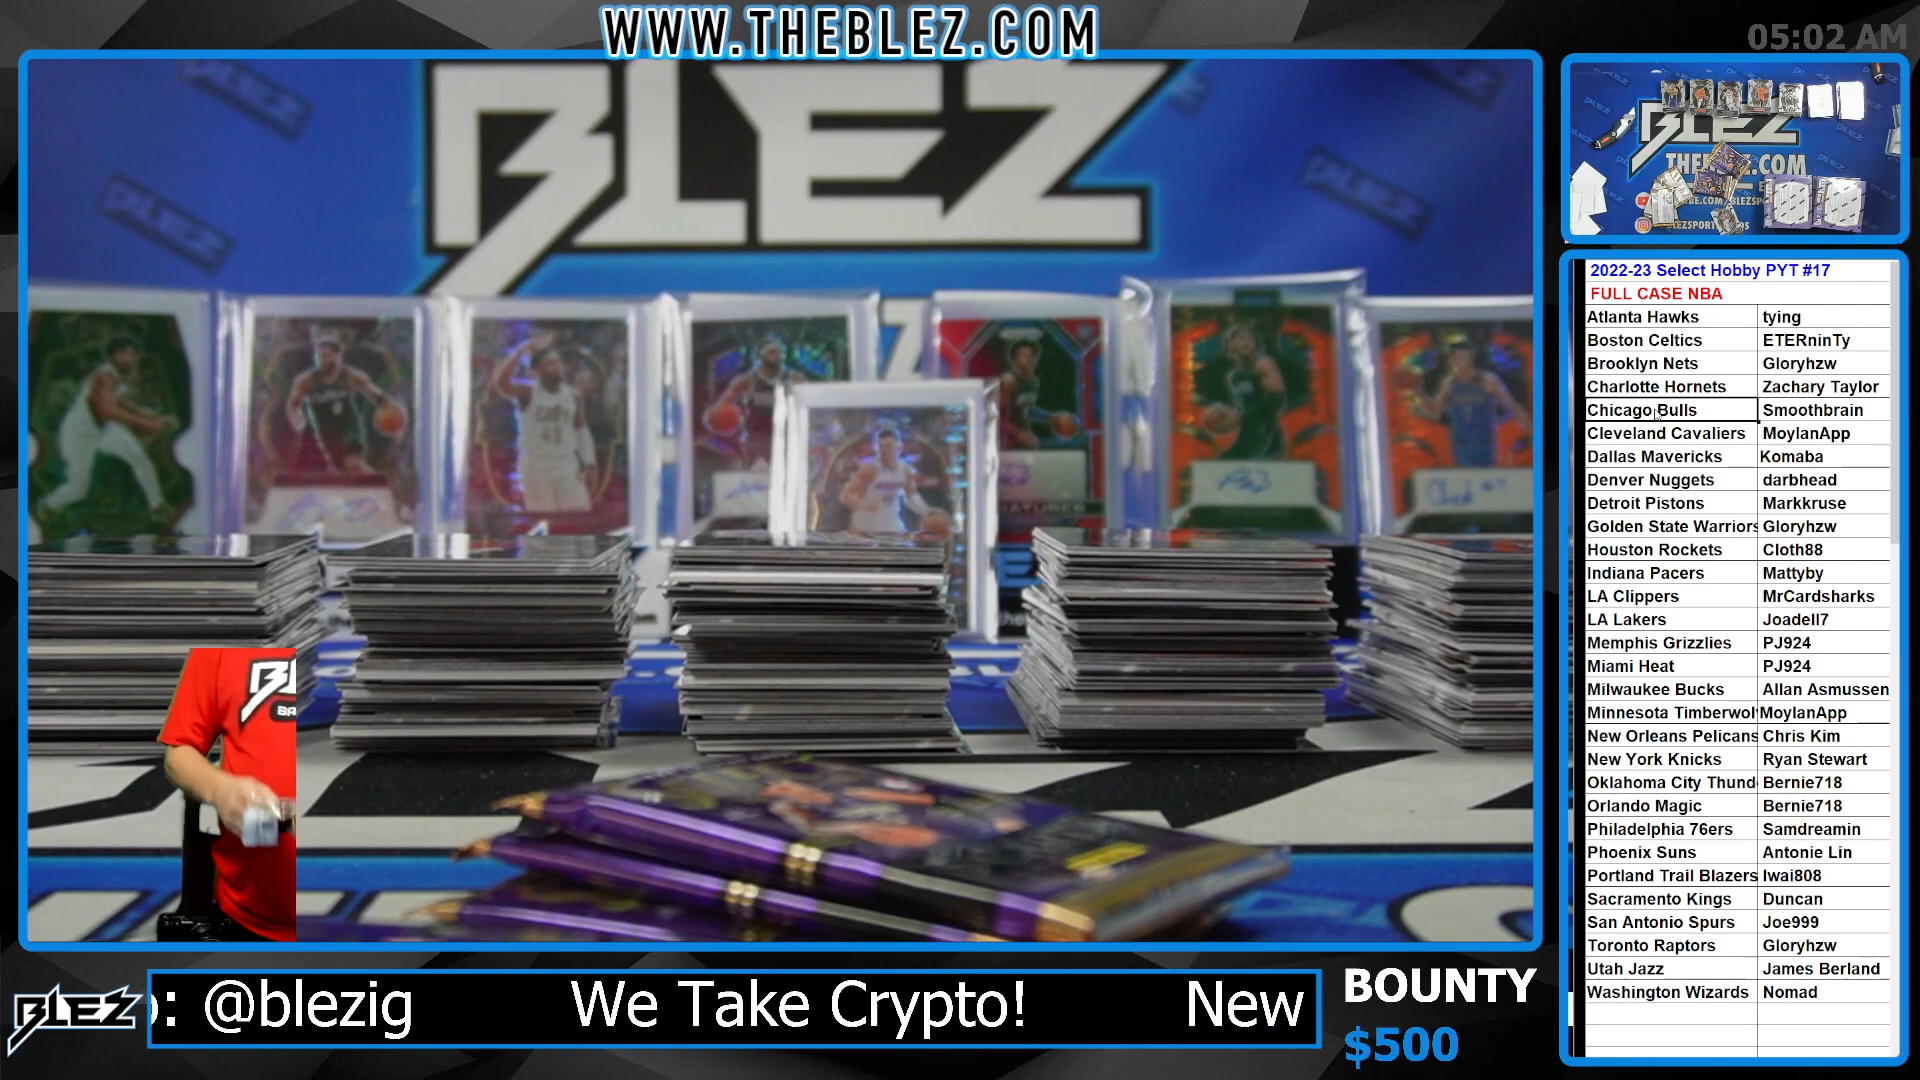 WWW.THEBLEZ.COM
05:02 AM
BLEZ
BLEZ
THEBLEZ.COM
2022-23 Select Hobby PYT #17
FULL CASE NBA
Atlanta Hawks tying
Boston Celtics ETERninTy
Brooklyn Nets Gloryhzw
Charlotte Hornets Zachary Taylor
Chicago Bulls Smoothbrain
Cleveland Cavaliers MoylanApp
Dallas Mavericks Komaba
Denver Nuggets darbhead
Detroit Pistons Markkruse
Golden State Warriors Gloryhzw
Houston Rockets Cloth88
Indiana Pacers Mattyby
LA Clippers MrCardsharks
LA Lakers Joadell7
Memphis Grizzlies PJ924
Miami Heat PJ924
Milwaukee Bucks Allan Asmussen
Minnesota Timberwol MoylanApp
New Orleans Pelicans Chris Kim
New York Knicks Ryan Stewart
Oklahoma City Thund Bernie718
Orlando Magic Bernie718
Philadelphia 76ers Samdreamin
Phoenix Suns Antonie Lin
Portland Trail Blazers Iwai808
Sacramento Kings Duncan
San Antonio Spurs Joe999
Toronto Raptors Gloryhzw
Utah Jazz James Berland
Washington Wizards Nomad
BLEZ
: @blezig We Take Crypto! New
BOUNTY
$500